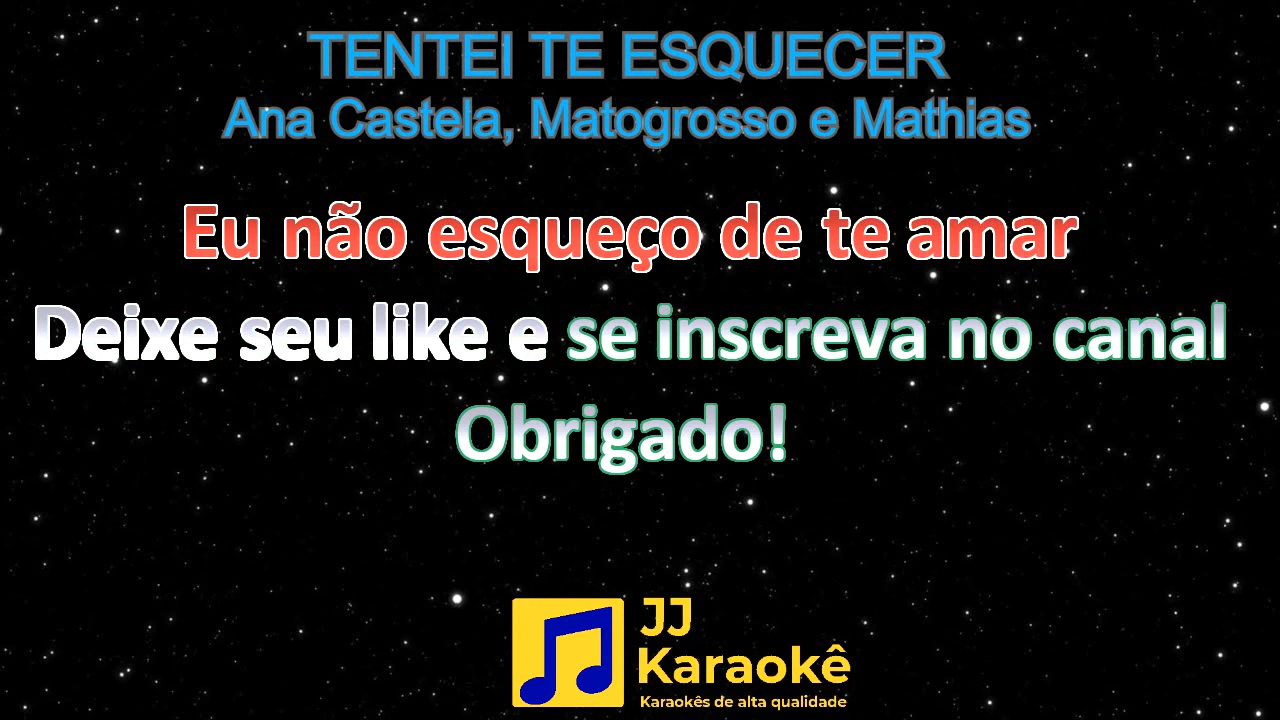 TENTEI TE ESQUECER
Ana Castela, Matogrosso e Mathias
Eu não esqueço de te amar
Deixe seu like e se inscreva no canal
Obrigado!
JJ
Karaokê
Karaokês de alta qualidade